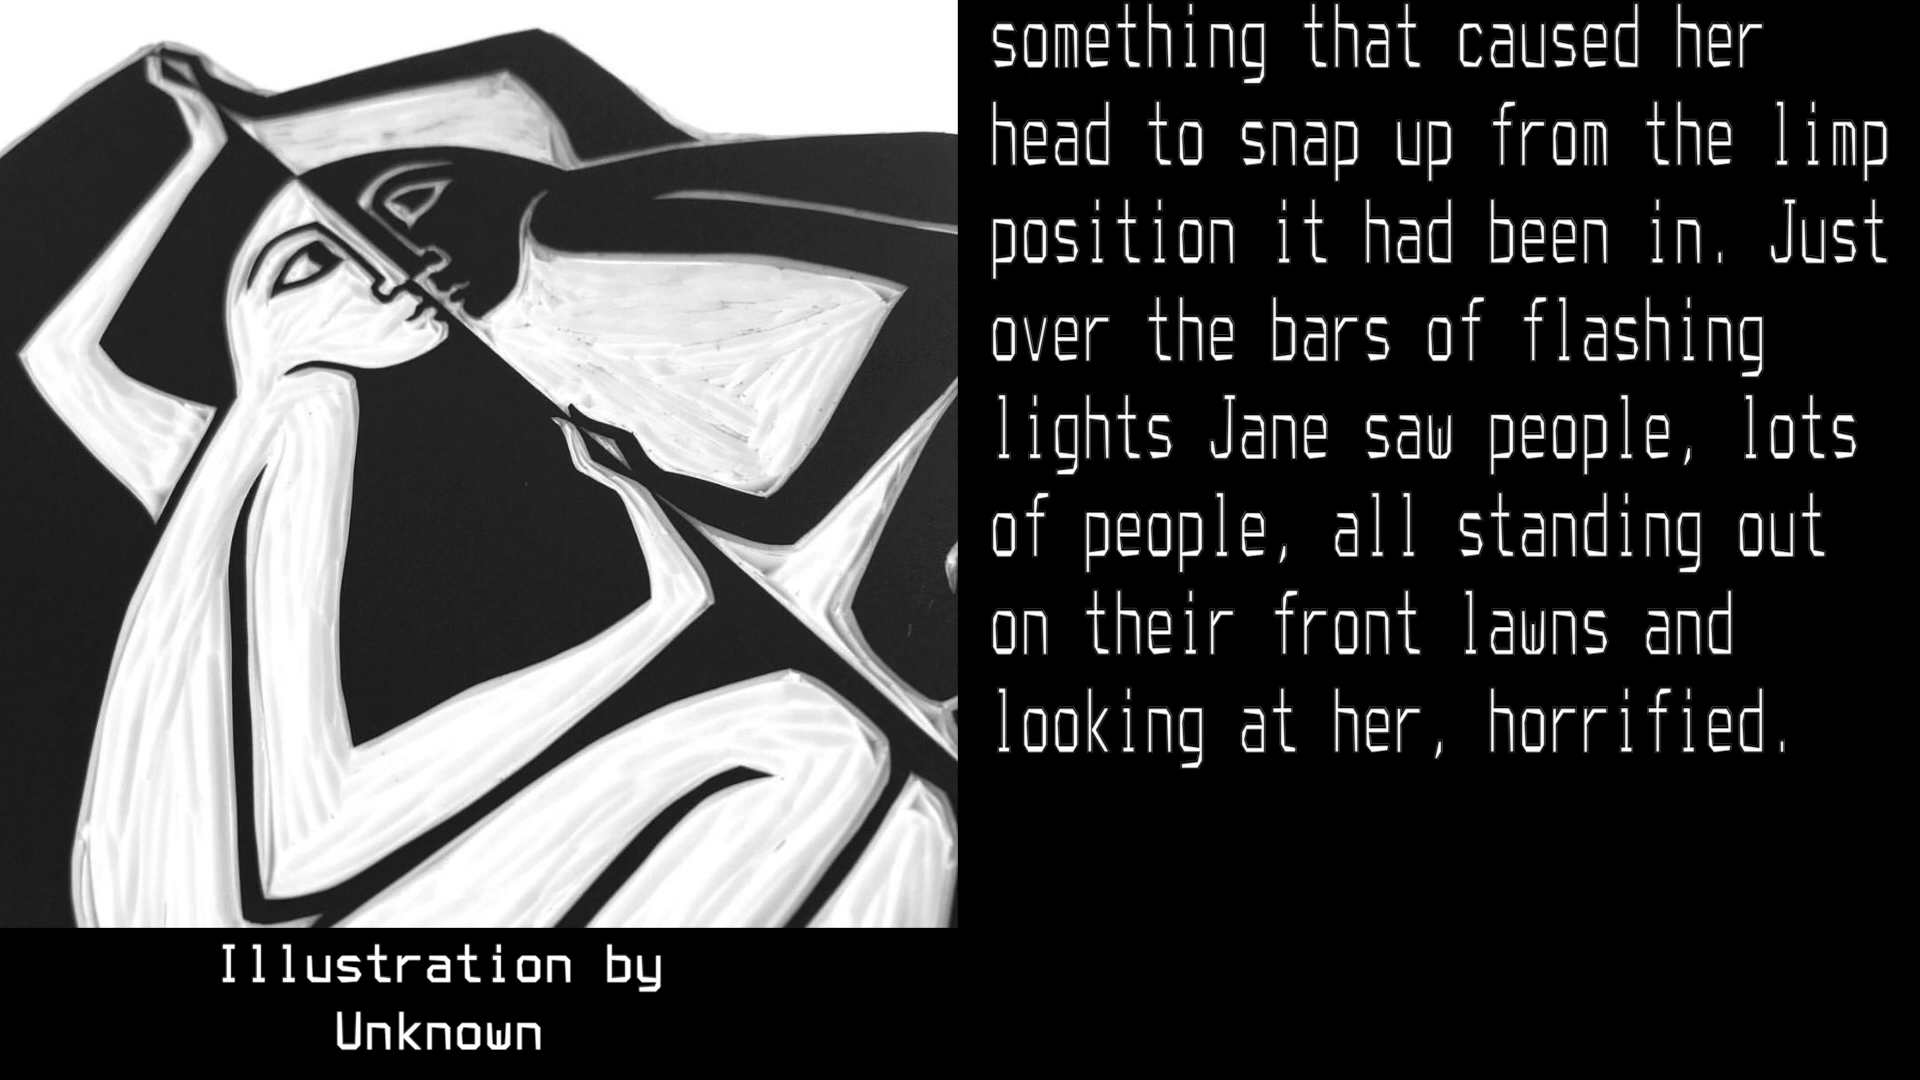 something that caused her
head to snap up from the limp
position it had been in. Just
over the bars of flashing
lights Jane saw people, lots
of people, all standing out
on their front lawns and
looking at her, horrified.
Illustration by
Unknown